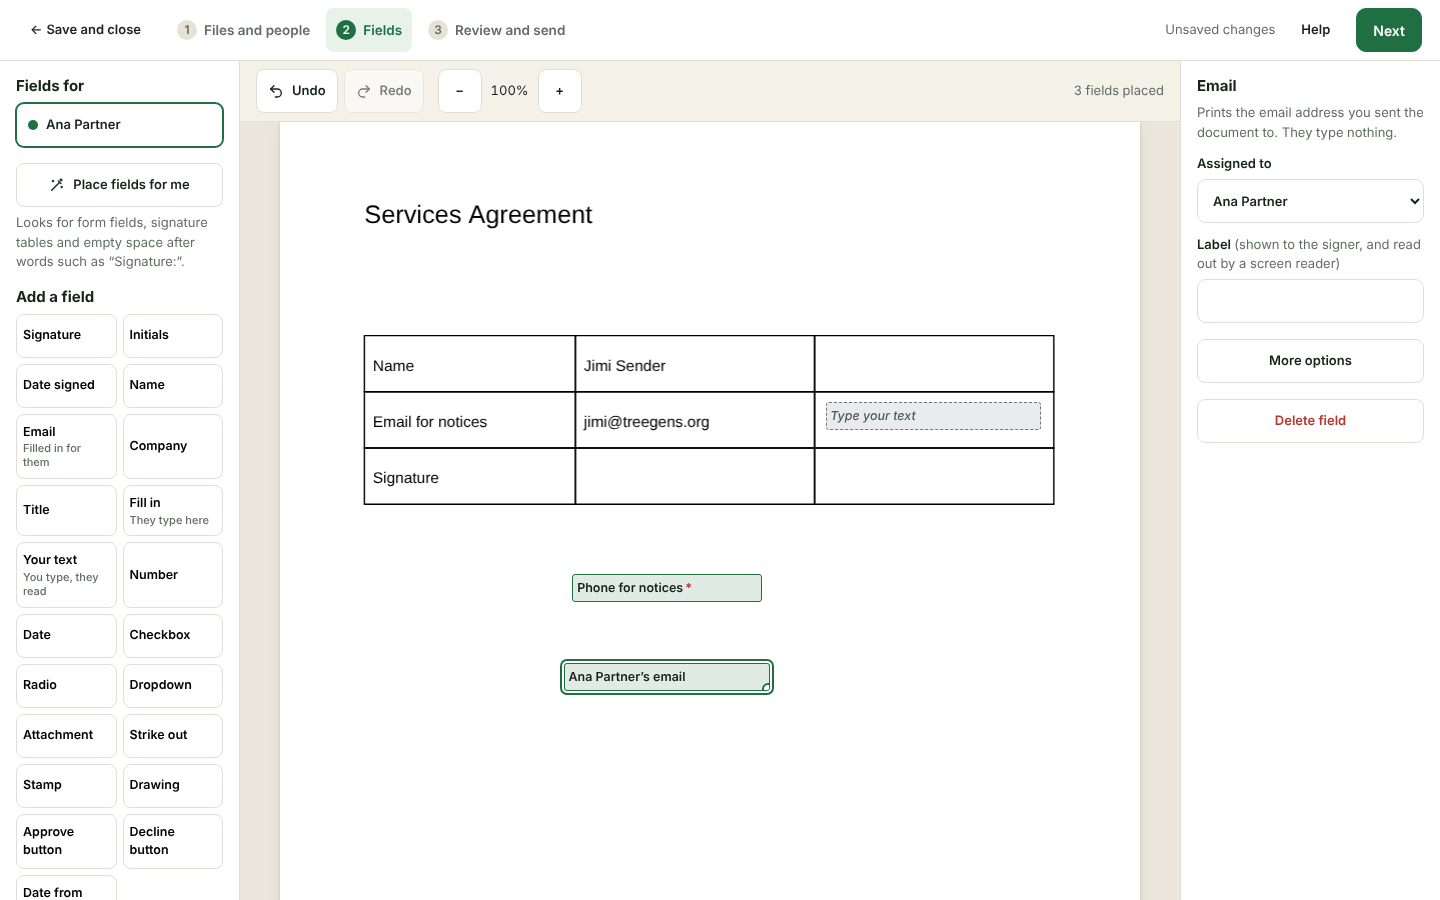 ← Save and close
1 Files and people
2 Fields
3 Review and send
Unsaved changes
Help
Next
Fields for
Ana Partner
Place fields for me
Looks for form fields, signature
tables and empty space after
words such as “Signature:”.
Add a field
Signature
Initials
Date signed
Name
Email
Filled in for
them
Company
Title
Fill in
They type here
Your text
You type, they
read
Number
Date
Checkbox
Radio
Dropdown
Attachment
Strike out
Stamp
Drawing
Approve
button
Decline
button
Date from
Undo
Redo
−
100%
+
3 fields placed
Services Agreement
Name
Jimi Sender
Email for notices
jimi@treegens.org
Type your text
Signature
Phone for notices *
Ana Partner’s email
Email
Prints the email address you sent the
document to. They type nothing.
Assigned to
Ana Partner
Label (shown to the signer, and read
out by a screen reader)
More options
Delete field